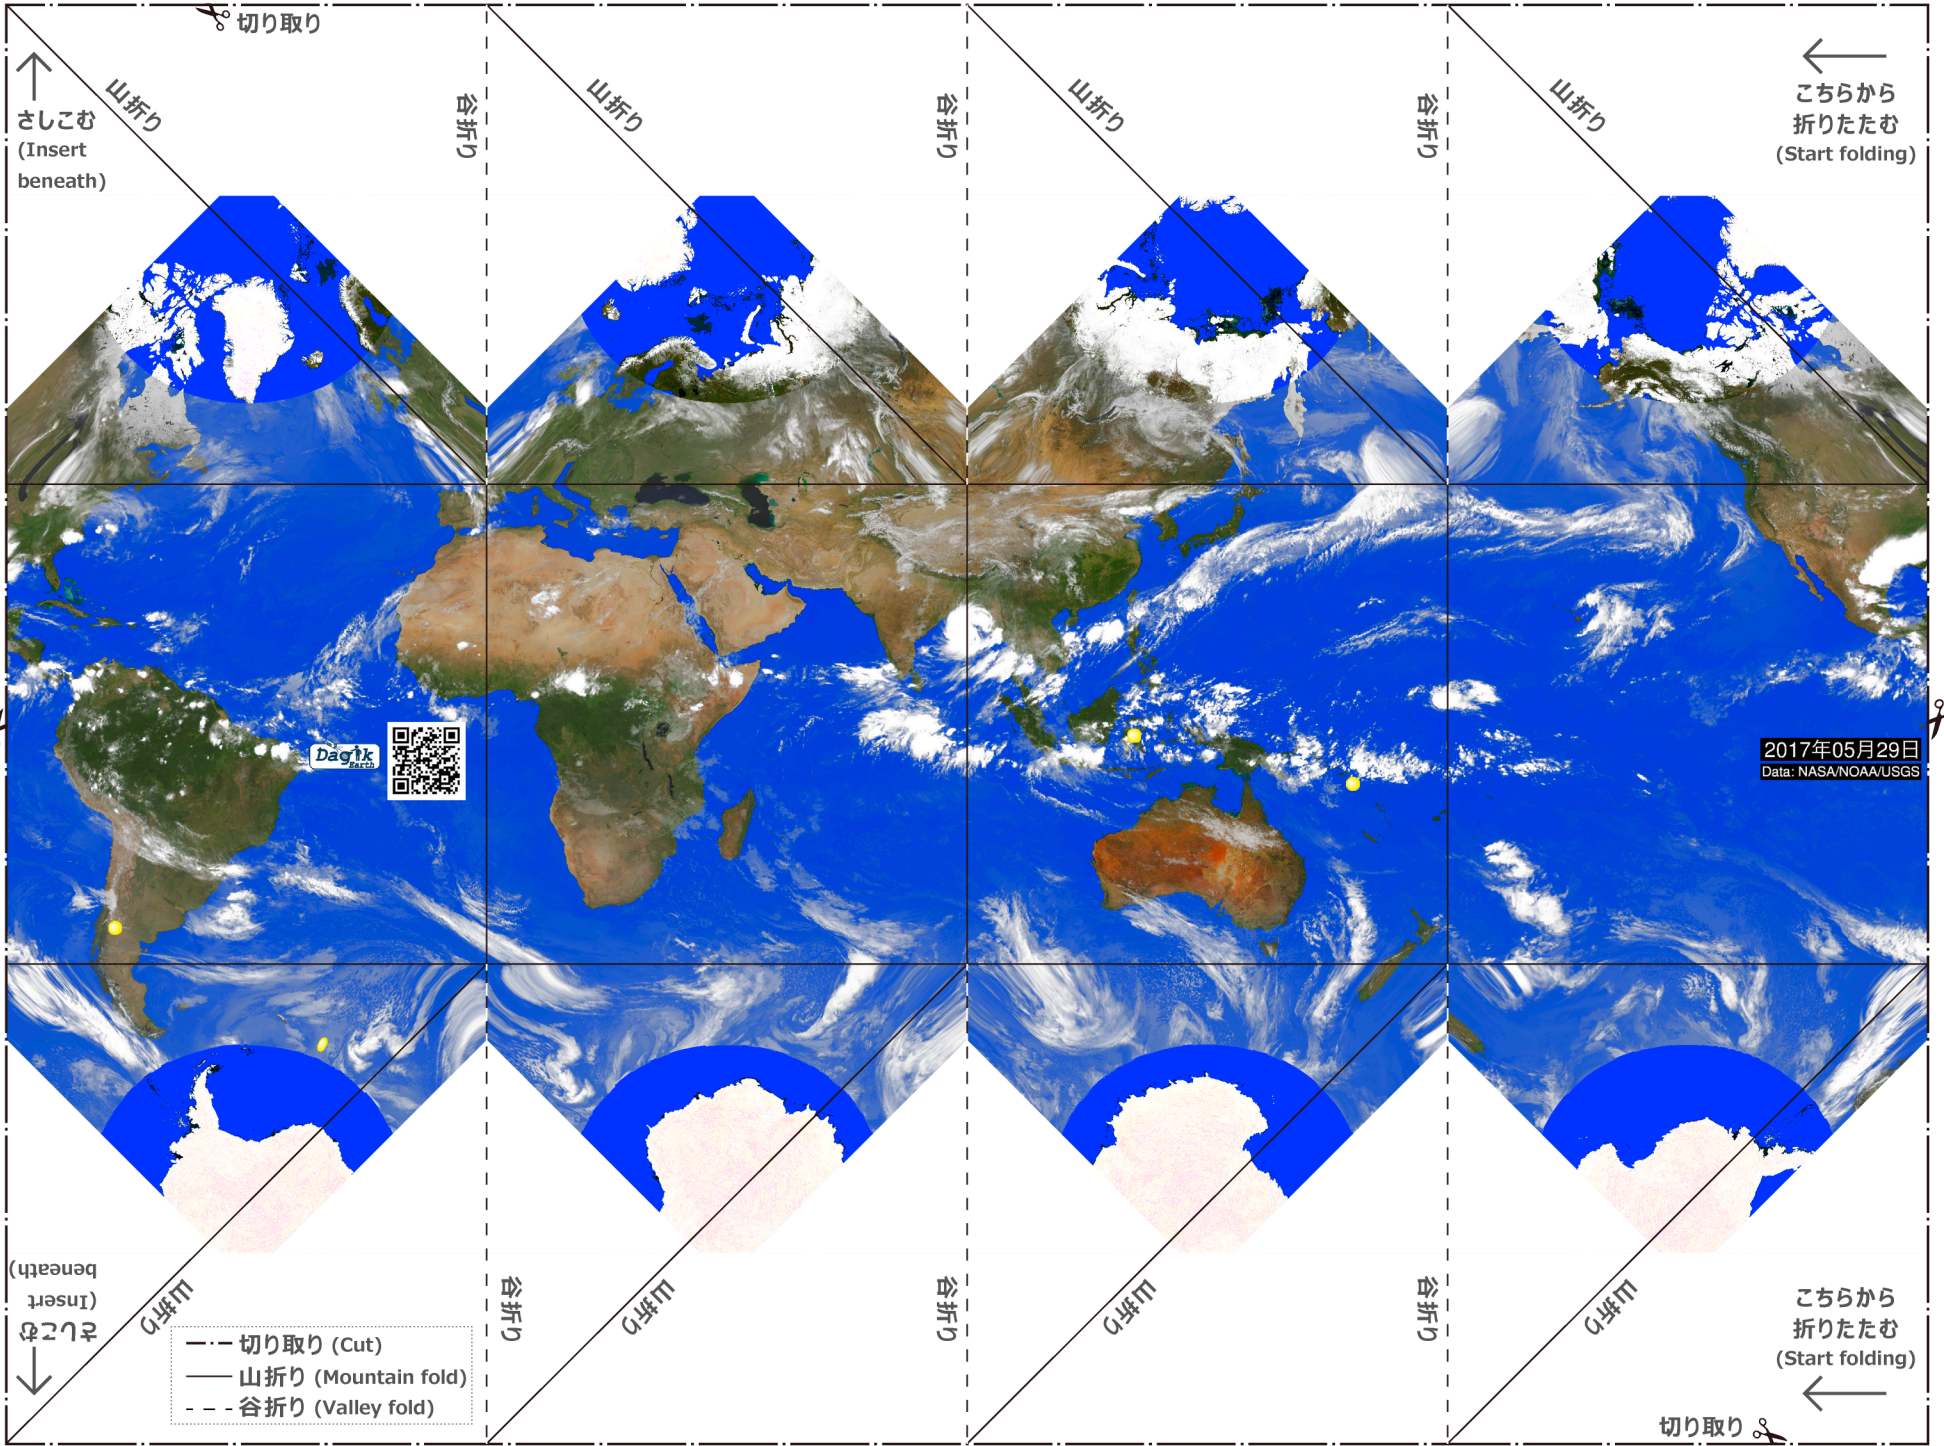 切り取り
山折り
谷折り
山折り
谷折り
山折り
谷折り
山折り
さしこむ
(Insert
beneath)
こちらから
折りたたむ
(Start folding)
Dagik
Earth
2017年05月29日
Data: NASA/NOAA/USGS
さしこむ
(Insert
beneath)
山折り
谷折り
山折り
谷折り
山折り
谷折り
山折り
切り取り (Cut)
山折り (Mountain fold)
谷折り (Valley fold)
こちらから
折りたたむ
(Start folding)
切り取り